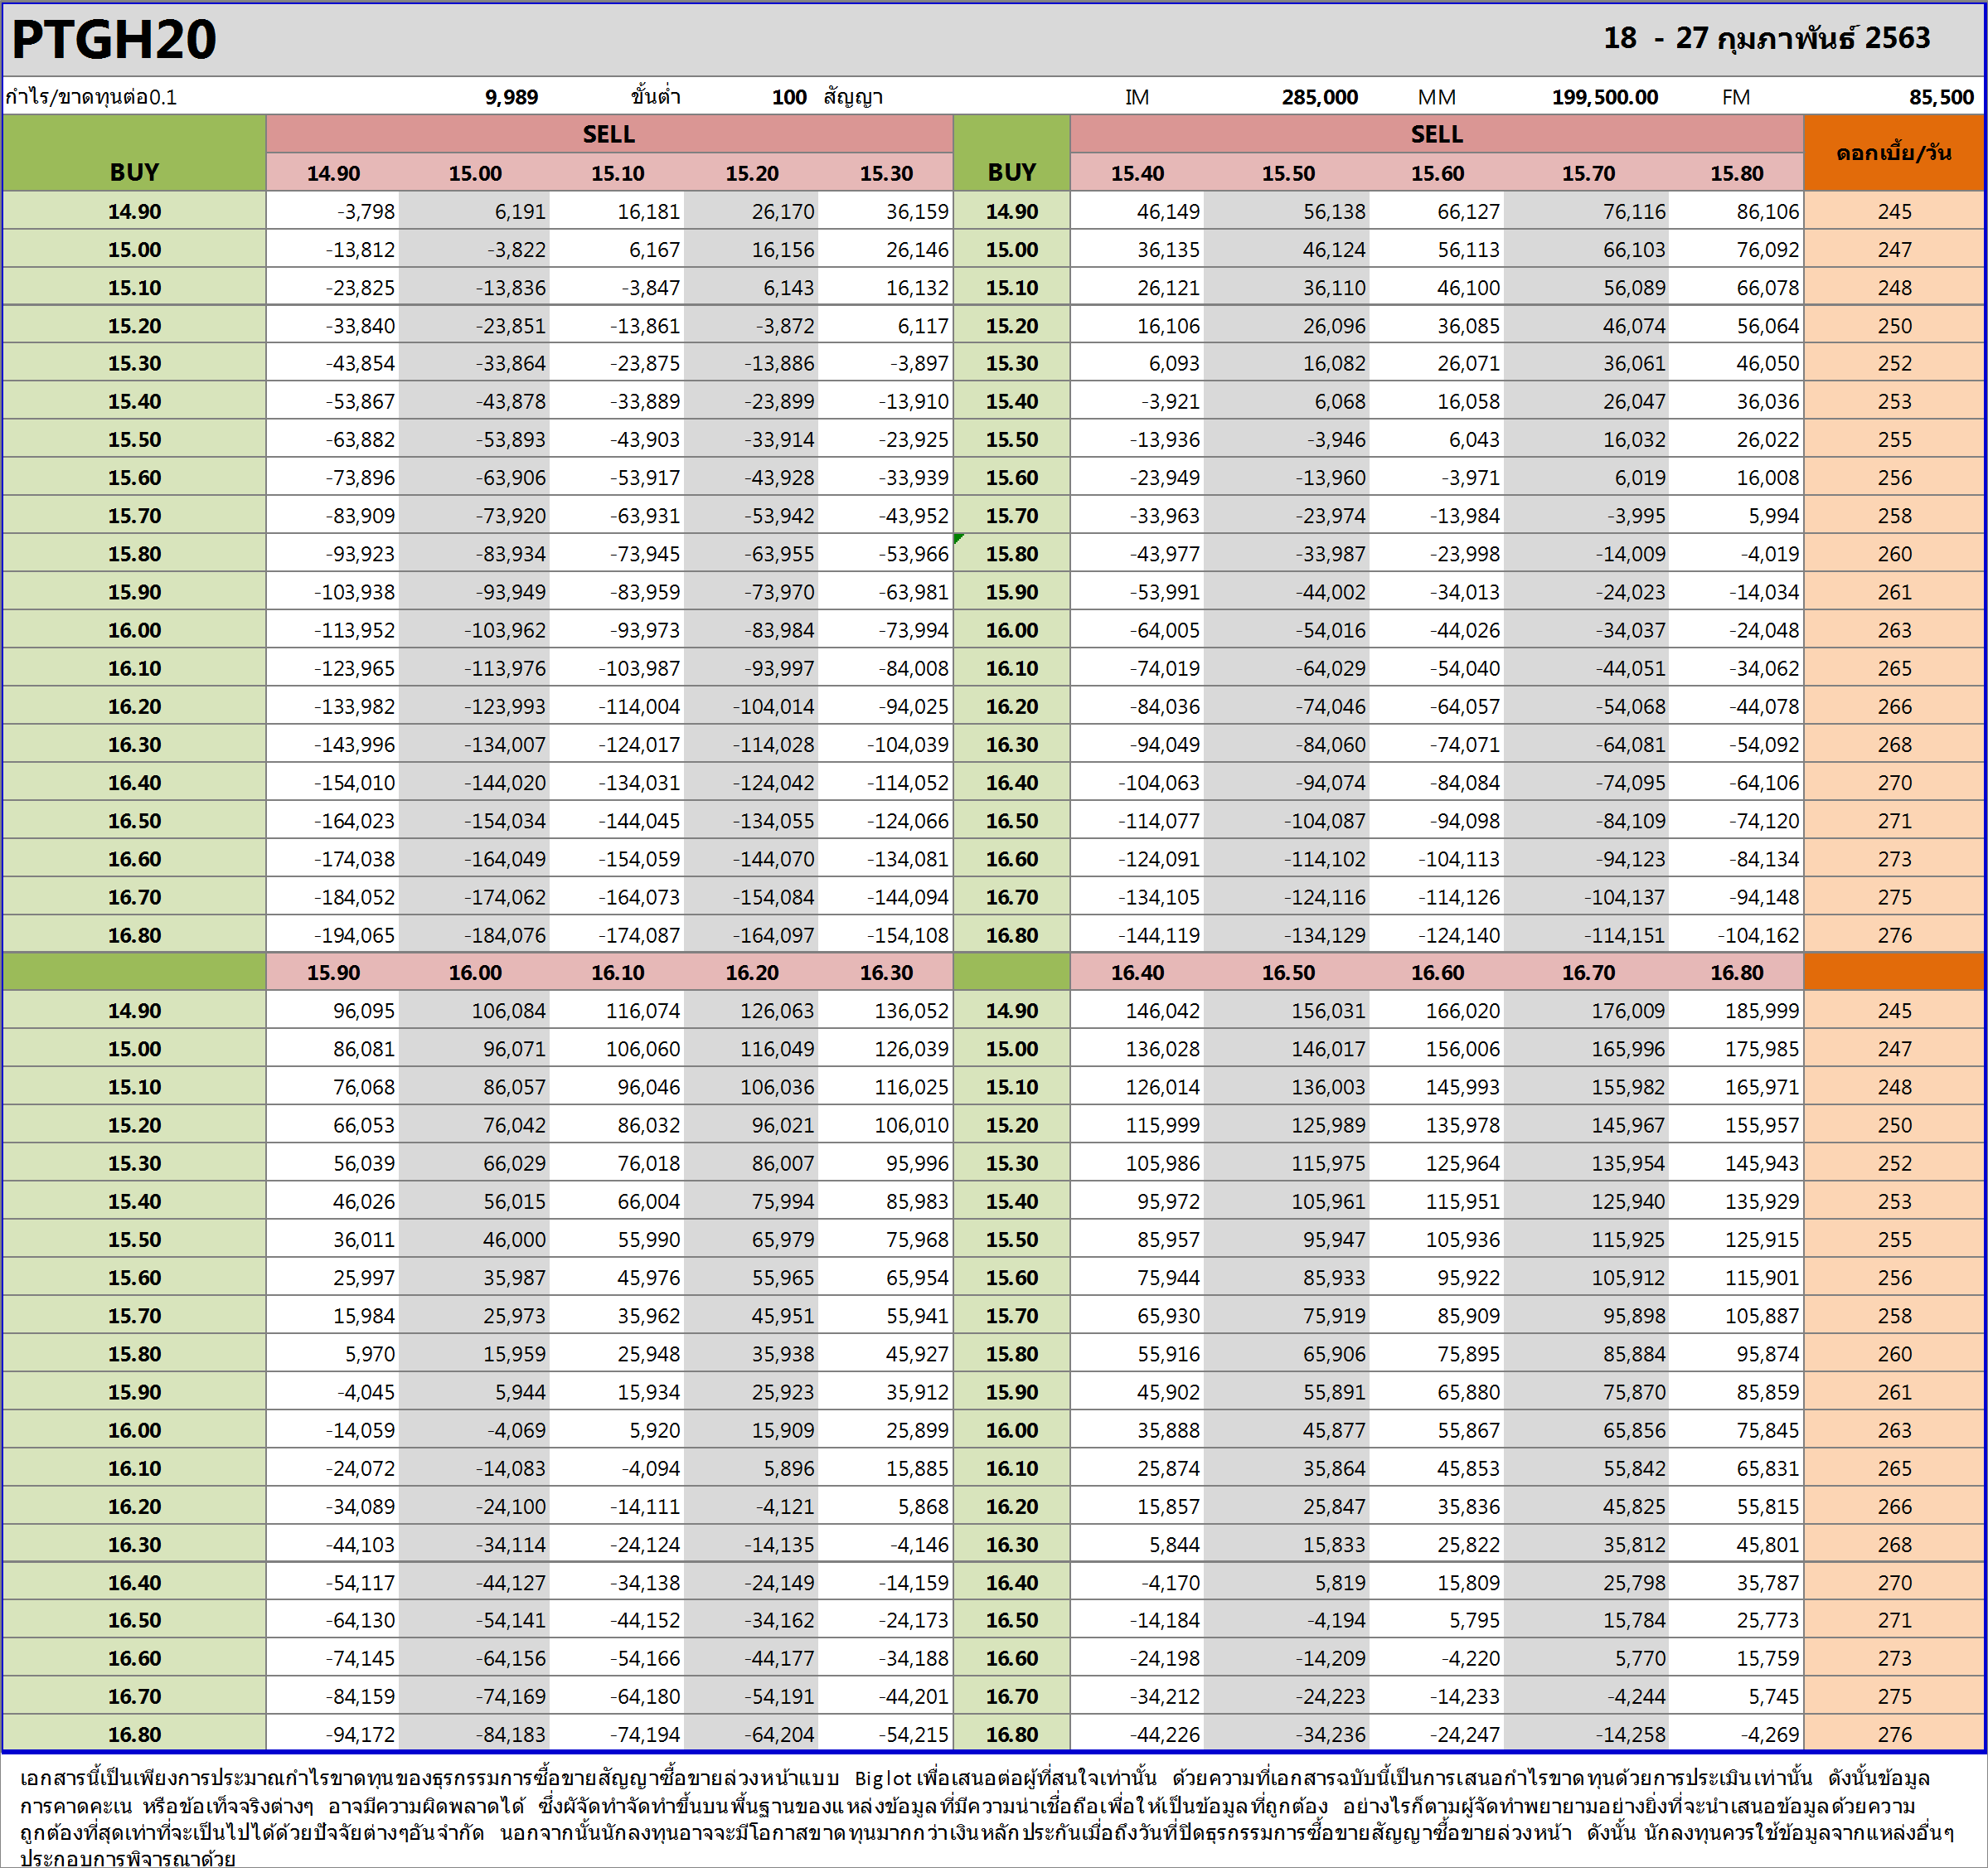 PTGH20 18 - 27 กุมภาพันธ์ 2563
กำไร/ขาดทุนต่อ0.1 9,989 ขั้นต่ำ 100 สัญญา IM 285,000 MM 199,500.00 FM 85,500
BUY SELL BUY SELL ดอกเบี้ย/วัน
14.90 15.00 15.10 15.20 15.30 15.40 15.50 15.60 15.70 15.80
14.90 -3,798 6,191 16,181 26,170 36,159 14.90 46,149 56,138 66,127 76,116 86,106 245
15.00 -13,812 -3,822 6,167 16,156 26,146 15.00 36,135 46,124 56,113 66,103 76,092 247
15.10 -23,825 -13,836 -3,847 6,143 16,132 15.10 26,121 36,110 46,100 56,089 66,078 248
15.20 -33,840 -23,851 -13,861 -3,872 6,117 15.20 16,106 26,096 36,085 46,074 56,064 250
15.30 -43,854 -33,864 -23,875 -13,886 -3,897 15.30 6,093 16,082 26,071 36,061 46,050 252
15.40 -53,867 -43,878 -33,889 -23,899 -13,910 15.40 -3,921 6,068 16,058 26,047 36,036 253
15.50 -63,882 -53,893 -43,903 -33,914 -23,925 15.50 -13,936 -3,946 6,043 16,032 26,022 255
15.60 -73,896 -63,906 -53,917 -43,928 -33,939 15.60 -23,949 -13,960 -3,971 6,019 16,008 256
15.70 -83,909 -73,920 -63,931 -53,942 -43,952 15.70 -33,963 -23,974 -13,984 -3,995 5,994 258
15.80 -93,923 -83,934 -73,945 -63,955 -53,966 15.80 -43,977 -33,987 -23,998 -14,009 -4,019 260
15.90 -103,938 -93,949 -83,959 -73,970 -63,981 15.90 -53,991 -44,002 -34,013 -24,023 -14,034 261
16.00 -113,952 -103,962 -93,973 -83,984 -73,994 16.00 -64,005 -54,016 -44,026 -34,037 -24,048 263
16.10 -123,965 -113,976 -103,987 -93,997 -84,008 16.10 -74,019 -64,029 -54,040 -44,051 -34,062 265
16.20 -133,982 -123,993 -114,004 -104,014 -94,025 16.20 -84,036 -74,046 -64,057 -54,068 -44,078 266
16.30 -143,996 -134,007 -124,017 -114,028 -104,039 16.30 -94,049 -84,060 -74,071 -64,081 -54,092 268
16.40 -154,010 -144,020 -134,031 -124,042 -114,052 16.40 -104,063 -94,074 -84,084 -74,095 -64,106 270
16.50 -164,023 -154,034 -144,045 -134,055 -124,066 16.50 -114,077 -104,087 -94,098 -84,109 -74,120 271
16.60 -174,038 -164,049 -154,059 -144,070 -134,081 16.60 -124,091 -114,102 -104,113 -94,123 -84,134 273
16.70 -184,052 -174,062 -164,073 -154,084 -144,094 16.70 -134,105 -124,116 -114,126 -104,137 -94,148 275
16.80 -194,065 -184,076 -174,087 -164,097 -154,108 16.80 -144,119 -134,129 -124,140 -114,151 -104,162 276
15.90 16.00 16.10 16.20 16.30 16.40 16.50 16.60 16.70 16.80
14.90 96,095 106,084 116,074 126,063 136,052 14.90 146,042 156,031 166,020 176,009 185,999 245
15.00 86,081 96,071 106,060 116,049 126,039 15.00 136,028 146,017 156,006 165,996 175,985 247
15.10 76,068 86,057 96,046 106,036 116,025 15.10 126,014 136,003 145,993 155,982 165,971 248
15.20 66,053 76,042 86,032 96,021 106,010 15.20 115,999 125,989 135,978 145,967 155,957 250
15.30 56,039 66,029 76,018 86,007 95,996 15.30 105,986 115,975 125,964 135,954 145,943 252
15.40 46,026 56,015 66,004 75,994 85,983 15.40 95,972 105,961 115,951 125,940 135,929 253
15.50 36,011 46,000 55,990 65,979 75,968 15.50 85,957 95,947 105,936 115,925 125,915 255
15.60 25,997 35,987 45,976 55,965 65,954 15.60 75,944 85,933 95,922 105,912 115,901 256
15.70 15,984 25,973 35,962 45,951 55,941 15.70 65,930 75,919 85,909 95,898 105,887 258
15.80 5,970 15,959 25,948 35,938 45,927 15.80 55,916 65,906 75,895 85,884 95,874 260
15.90 -4,045 5,944 15,934 25,923 35,912 15.90 45,902 55,891 65,880 75,870 85,859 261
16.00 -14,059 -4,069 5,920 15,909 25,899 16.00 35,888 45,877 55,867 65,856 75,845 263
16.10 -24,072 -14,083 -4,094 5,896 15,885 16.10 25,874 35,864 45,853 55,842 65,831 265
16.20 -34,089 -24,100 -14,111 -4,121 5,868 16.20 15,857 25,847 35,836 45,825 55,815 266
16.30 -44,103 -34,114 -24,124 -14,135 -4,146 16.30 5,844 15,833 25,822 35,812 45,801 268
16.40 -54,117 -44,127 -34,138 -24,149 -14,159 16.40 -4,170 5,819 15,809 25,798 35,787 270
16.50 -64,130 -54,141 -44,152 -34,162 -24,173 16.50 -14,184 -4,194 5,795 15,784 25,773 271
16.60 -74,145 -64,156 -54,166 -44,177 -34,188 16.60 -24,198 -14,209 -4,220 5,770 15,759 273
16.70 -84,159 -74,169 -64,180 -54,191 -44,201 16.70 -34,212 -24,223 -14,233 -4,244 5,745 275
16.80 -94,172 -84,183 -74,194 -64,204 -54,215 16.80 -44,226 -34,236 -24,247 -14,258 -4,269 276
เอกสารนี้เป็นเพียงการประมาณกำไรขาดทุนของธุรกรรมการซื้อขายสัญญาซื้อขายล่วงหน้าแบบ Big lot เพื่อเสนอต่อผู้ที่สนใจเท่านั้น ด้วยความที่เอกสารฉบับนี้เป็นการเสนอกำไรขาดทุนด้วยการประเมินเท่านั้น ดังนั้นข้อมูล
การคาดคะเน หรือข้อเท็จจริงต่างๆ อาจมีความผิดพลาดได้ ซึ่งผัจัดทำจัดทำขึ้นบนพื้นฐานของแหล่งข้อมูลที่มีความน่าเชื่อถือเพื่อให้เป็นข้อมูลที่ถูกต้อง อย่างไรก็ตามผู้จัดทำพยายามอย่างยิ่งที่จะนำเสนอข้อมูลด้วยความ
ถูกต้องที่สุดเท่าที่จะเป็นไปได้ด้วยปัจจัยต่างๆอันจำกัด นอกจากนั้นนักลงทุนอาจจะมีโอกาสขาดทุนมากกว่าเงินหลักประกันเมื่อถึงวันที่ปิดธุรกรรมการซื้อขายสัญญาซื้อขายล่วงหน้า ดังนั้น นักลงทุนควรใช้ข้อมูลจากแหล่งอื่นๆ
ประกอบการพิจารณาด้วย